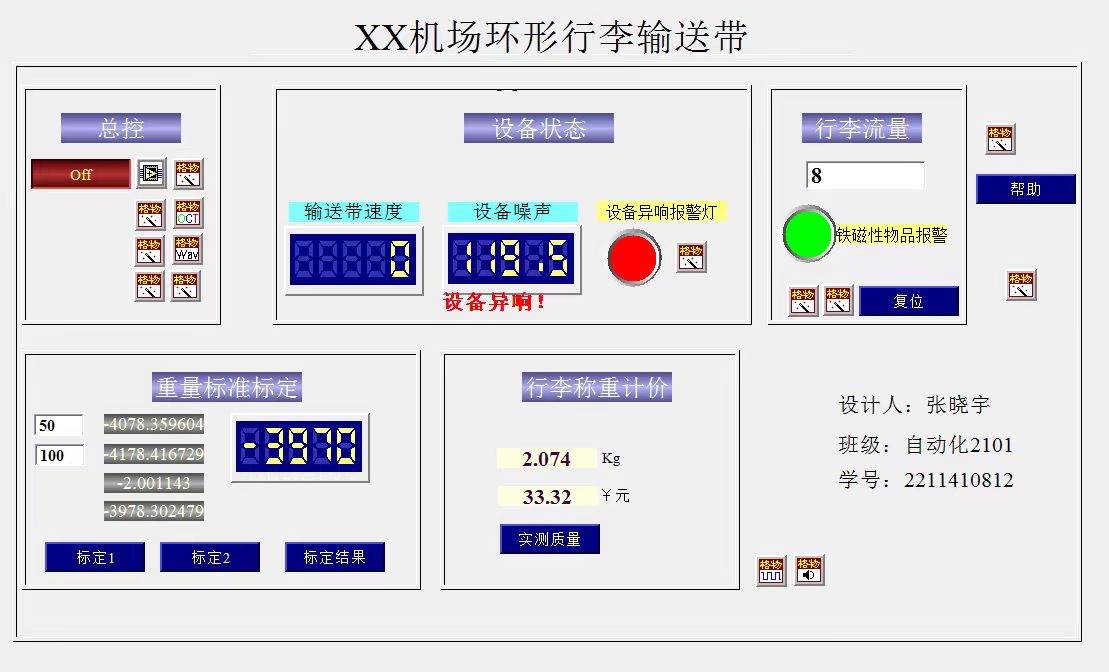 XX机场环形行李输送带
总控
Off
格物
格物
格物
OCT
格物
格物
Wav
格物
格物
设备状态
输送带速度
0
设备噪声
119.5
设备异响！
设备异响报警灯
格物
行李流量
8
铁磁性物品报警
格物
格物
复位
格物
帮助
格物
重量标准标定
50
-4078.359604
100
-4178.416729
-2.001143
-3978.302479
-3970
标定1
标定2
标定结果
行李称重计价
2.074 Kg
33.32 ￥元
实测质量
设计人：张晓宇
班级：自动化2101
学号：2211410812
格物
格物